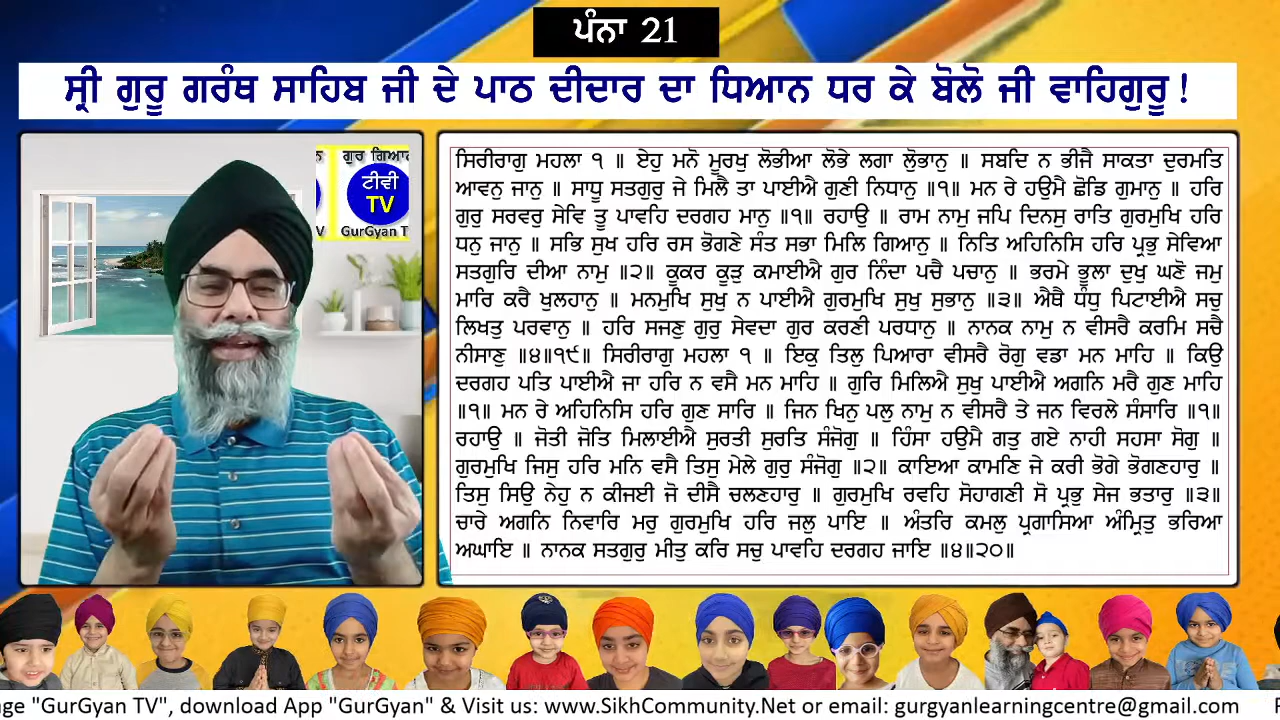 ਪੰਨਾ 21
ਸ੍ਰੀ ਗੁਰੂ ਗਰੰਥ ਸਾਹਿਬ ਜੀ ਦੇ ਪਾਠ ਦੀਦਾਰ ਦਾ ਧਿਆਨ ਧਰ ਕੇ ਬੋਲੋ ਜੀ ਵਾਹਿਗੁਰੂ!
ਗੁਰ ਗਿਆਨ
ਟੀਵੀ
TV
GurGyan T
ਸਿਰੀਰਾਗੁ ਮਹਲਾ ੧ ॥ ਏਹੁ ਮਨੋ ਮੂਰਖੁ ਲੋਭੀਆ ਲੋਭੇ ਲਗਾ ਲੋੁਭਾਨੁ ॥ ਸਬਦਿ ਨ ਭੀਜੈ ਸਾਕਤਾ ਦੁਰਮਤਿ
ਆਵਨੁ ਜਾਨੁ ॥ ਸਾਧੂ ਸਤਗੁਰੁ ਜੇ ਮਿਲੈ ਤਾ ਪਾਈਐ ਗੁਣੀ ਨਿਧਾਨੁ ॥੧॥ ਮਨ ਰੇ ਹਉਮੈ ਛੋਡਿ ਗੁਮਾਨੁ ॥ ਹਰਿ
ਗੁਰੁ ਸਰਵਰੁ ਸੇਵਿ ਤੂ ਪਾਵਹਿ ਦਰਗਹ ਮਾਨੁ ॥੧॥ ਰਹਾਉ ॥ ਰਾਮ ਨਾਮੁ ਜਪਿ ਦਿਨਸੁ ਰਾਤਿ ਗੁਰਮੁਖਿ ਹਰਿ
ਧਨੁ ਜਾਨੁ ॥ ਸਭਿ ਸੁਖ ਹਰਿ ਰਸ ਭੋਗਣੇ ਸੰਤ ਸਭਾ ਮਿਲਿ ਗਿਆਨੁ ॥ ਨਿਤਿ ਅਹਿਨਿਸਿ ਹਰਿ ਪ੍ਰਭੁ ਸੇਵਿਆ
ਸਤਗੁਰਿ ਦੀਆ ਨਾਮੁ ॥੨॥ ਕੂਕਰ ਕੂੜੁ ਕਮਾਈਐ ਗੁਰ ਨਿੰਦਾ ਪਚੈ ਪਚਾਨੁ ॥ ਭਰਮੇ ਭੂਲਾ ਦੁਖੁ ਘਣੋ ਜਮੁ
ਮਾਰਿ ਕਰੈ ਖੁਲਹਾਨੁ ॥ ਮਨਮੁਖਿ ਸੁਖੁ ਨ ਪਾਈਐ ਗੁਰਮੁਖਿ ਸੁਖੁ ਸੁਭਾਨੁ ॥੩॥ ਐਥੈ ਧੰਧੁ ਪਿਟਾਈਐ ਸਚੁ
ਲਿਖਤੁ ਪਰਵਾਨੁ ॥ ਹਰਿ ਸਜਣੁ ਗੁਰੁ ਸੇਵਦਾ ਗੁਰ ਕਰਣੀ ਪਰਧਾਨੁ ॥ ਨਾਨਕ ਨਾਮੁ ਨ ਵੀਸਰੈ ਕਰਮਿ ਸਚੈ
ਨੀਸਾਣੁ ॥੪॥੧੯॥ ਸਿਰੀਰਾਗੁ ਮਹਲਾ ੧ ॥ ਇਕੁ ਤਿਲੁ ਪਿਆਰਾ ਵੀਸਰੈ ਰੋਗੁ ਵਡਾ ਮਨ ਮਾਹਿ ॥ ਕਿਉ
ਦਰਗਹ ਪਤਿ ਪਾਈਐ ਜਾ ਹਰਿ ਨ ਵਸੈ ਮਨ ਮਾਹਿ ॥ ਗੁਰਿ ਮਿਲਿਐ ਸੁਖੁ ਪਾਈਐ ਅਗਨਿ ਮਰੈ ਗੁਣ ਮਾਹਿ
॥੧॥ ਮਨ ਰੇ ਅਹਿਨਿਸਿ ਹਰਿ ਗੁਣ ਸਾਰਿ ॥ ਜਿਨ ਖਿਨੁ ਪਲੁ ਨਾਮੁ ਨ ਵੀਸਰੈ ਤੇ ਜਨ ਵਿਰਲੇ ਸੰਸਾਰਿ ॥੧॥
ਰਹਾਉ ॥ ਜੋਤੀ ਜੋਤਿ ਮਿਲਾਈਐ ਸੁਰਤੀ ਸੁਰਤਿ ਸੰਜੋਗੁ ॥ ਹਿੰਸਾ ਹਉਮੈ ਗਤੁ ਗਏ ਨਾਹੀ ਸਹਸਾ ਸੋਗੁ ॥
ਗੁਰਮੁਖਿ ਜਿਸੁ ਹਰਿ ਮਨਿ ਵਸੈ ਤਿਸੁ ਮੇਲੇ ਗੁਰੁ ਸੰਜੋਗੁ ॥੨॥ ਕਾਇਆ ਕਾਮਣਿ ਜੇ ਕਰੀ ਭੋਗੇ ਭੋਗਣਹਾਰੁ ॥
ਤਿਸੁ ਸਿਉ ਨੇਹੁ ਨ ਕੀਜਈ ਜੋ ਦੀਸੈ ਚਲਣਹਾਰੁ ॥ ਗੁਰਮੁਖਿ ਰਵਹਿ ਸੋਹਾਗਣੀ ਸੋ ਪ੍ਰਭੁ ਸੇਜ ਭਤਾਰੁ ॥੩॥
ਚਾਰੇ ਅਗਨਿ ਨਿਵਾਰਿ ਮਰੁ ਗੁਰਮੁਖਿ ਹਰਿ ਜਲੁ ਪਾਇ ॥ ਅੰਤਰਿ ਕਮਲੁ ਪ੍ਰਗਾਸਿਆ ਅੰਮ੍ਰਿਤੁ ਭਰਿਆ
ਅਘਾਇ ॥ ਨਾਨਕ ਸਤਗੁਰੁ ਮੀਤੁ ਕਰਿ ਸਚੁ ਪਾਵਹਿ ਦਰਗਹ ਜਾਇ ॥੪॥੨੦॥
"GurGyan TV", download App "GurGyan" & Visit us: www.SikhCommunity.Net or email: gurgyanlearningcentre@gmail.com